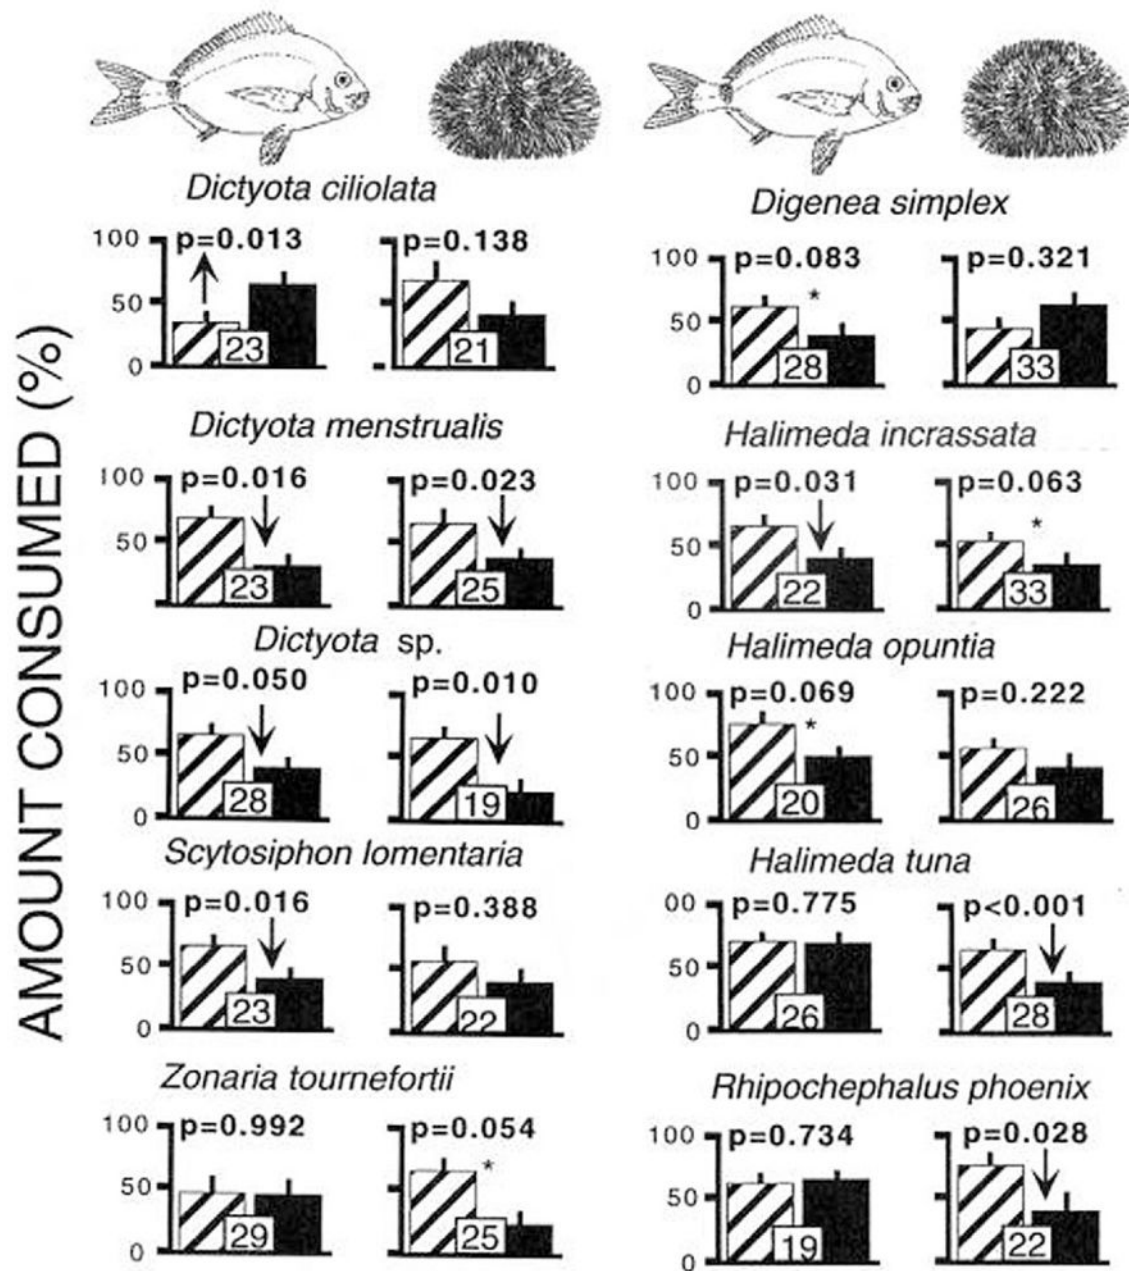 AMOUNT CONSUMED (%)
Dictyota ciliolata
100 p=0.013
50
0
23
p=0.138
21
Dictyota menstrualis
100 p=0.016
50
23
p=0.023
25
Dictyota sp.
100 p=0.050
50
0
28
p=0.010
19
Scytosiphon lomentaria
100 p=0.016
50
0
23
p=0.388
22
Zonaria tournefortii
100 p=0.992
50
0
29
p=0.054
*
25
Digenea simplex
100 p=0.083
50 *
0
28
p=0.321
33
Halimeda incrassata
100 p=0.031
50
0
22
p=0.063
*
33
Halimeda opuntia
100 p=0.069
50 *
0
20
p=0.222
26
Halimeda tuna
00 p=0.775
50
0
26
p<0.001
28
Rhipochephalus phoenix
100 p=0.734
50
0
19
p=0.028
22